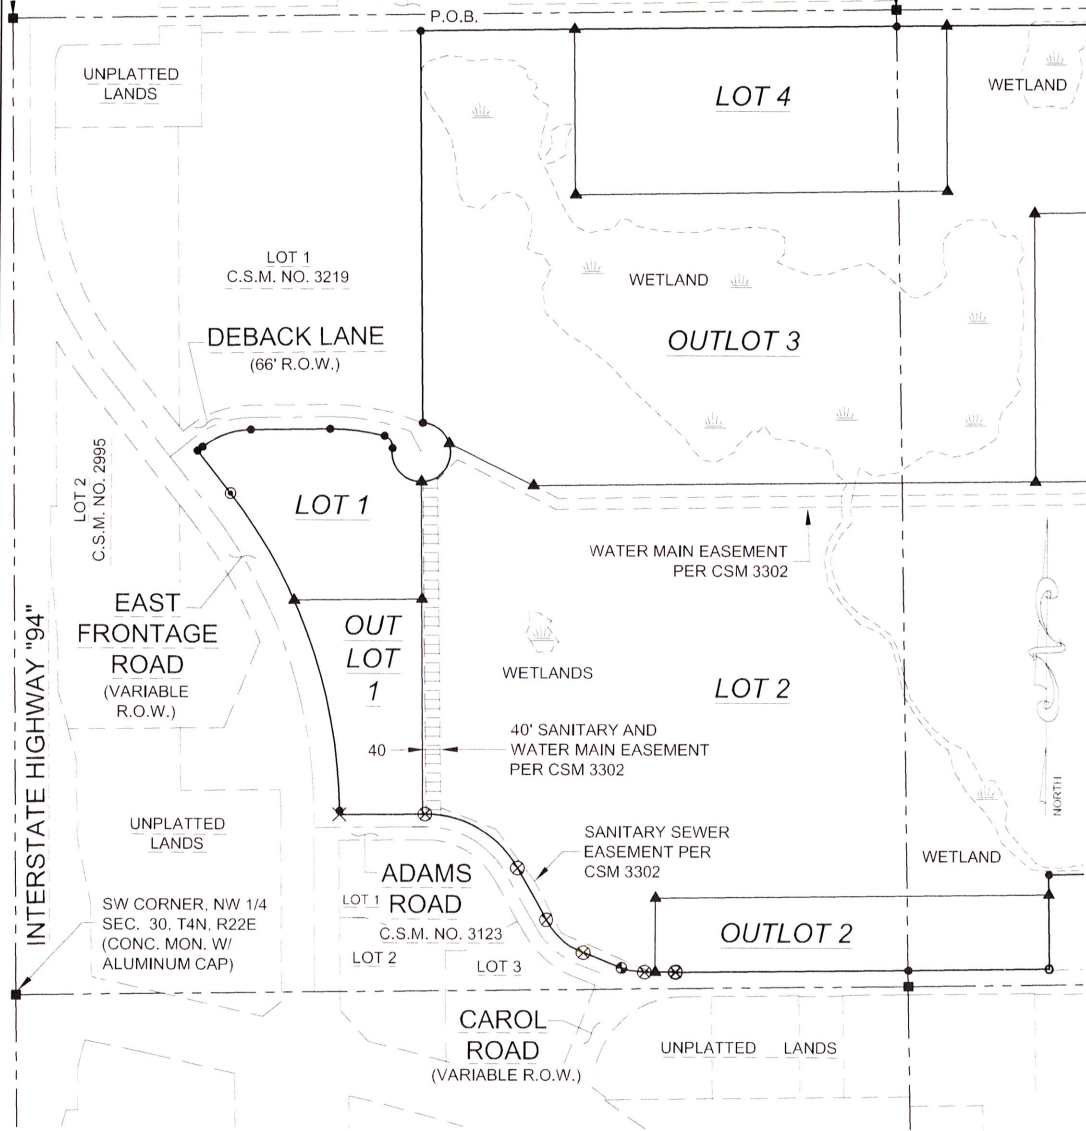 P.O.B.
UNPLATTED
LANDS
LOT 4
WETLAND
LOT 1
C.S.M. NO. 3219
WETLAND
DEBACK LANE
(66' R.O.W.)
OUTLOT 3
LOT 2
C.S.M. NO. 2995
LOT 1
WATER MAIN EASEMENT
PER CSM 3302
EAST
FRONTAGE
ROAD
(VARIABLE
R.O.W.)
OUT
LOT
1
WETLANDS
LOT 2
INTERSTATE HIGHWAY "94"
40
40' SANITARY AND
WATER MAIN EASEMENT
PER CSM 3302
NORTH
UNPLATTED
LANDS
SANITARY SEWER
EASEMENT PER
CSM 3302
WETLAND
ADAMS
ROAD
LOT 1
C.S.M. NO. 3123
LOT 2
LOT 3
SW CORNER, NW 1/4
SEC. 30, T4N, R22E
(CONC. MON. W/
ALUMINUM CAP)
OUTLOT 2
CAROL
ROAD
(VARIABLE R.O.W.)
UNPLATTED LANDS